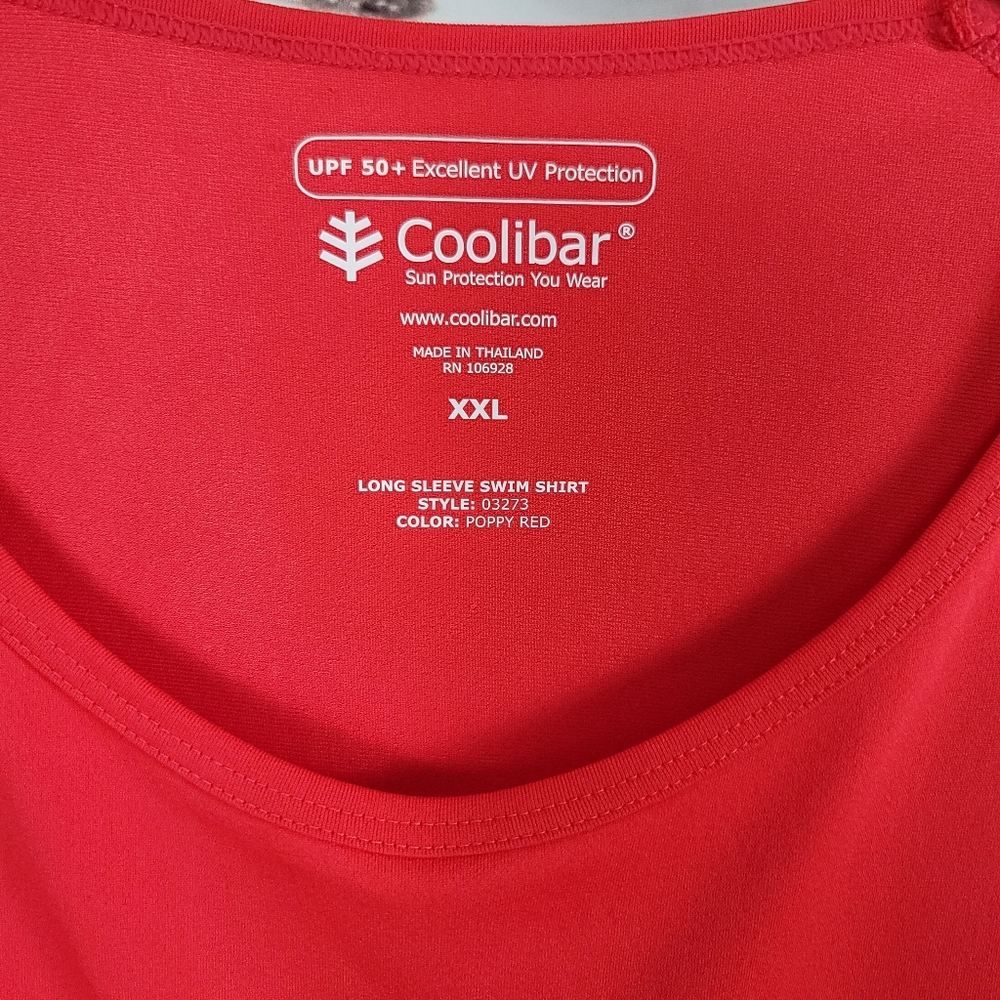 UPF 50+ Excellent UV Protection
Coolibar®
Sun Protection You Wear
www.coolibar.com
MADE IN THAILAND
RN 106928
XXL
LONG SLEEVE SWIM SHIRT
STYLE: 03273
COLOR: POPPY RED